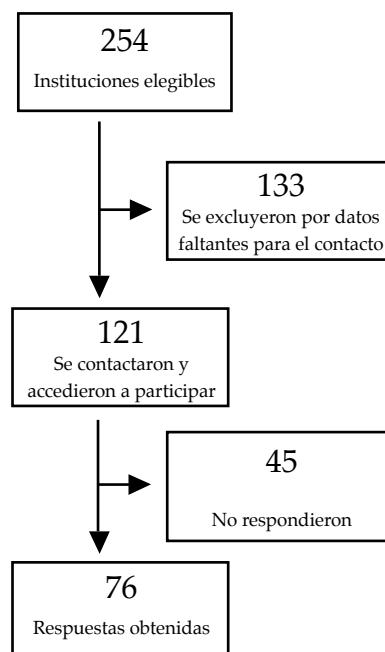 254
Instituciones elegibles
133
Se excluyeron por datos
faltantes para el contacto
121
Se contactaron y
accedieron a participar
45
No respondieron
76
Respuestas obtenidas